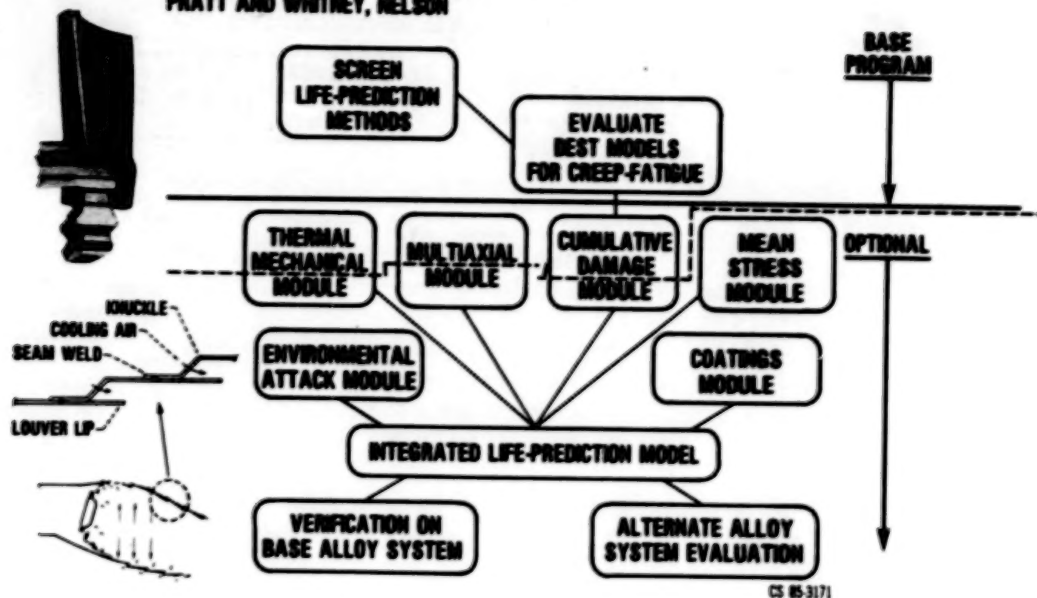 PRATT AND WHITNEY, NELSON
SCREEN
LIFE-PREDICTION
METHODS
EVALUATE
BEST MODELS
FOR CREEP-FATIGUE
BASE
PROGRAM
THERMAL
MECHANICAL
MODULE
MULTIAXIAL
MODULE
CUMULATIVE
DAMAGE
MODULE
MEAN
STRESS
MODULE
OPTIONAL
KNUCKLE
COOLING AIR
SEAM WELD
LOUVER LIP
ENVIRONMENTAL
ATTACK MODULE
COATINGS
MODULE
INTEGRATED LIFE-PREDICTION MODEL
VERIFICATION ON
BASE ALLOY SYSTEM
ALTERNATE ALLOY
SYSTEM EVALUATION
CS 85-3171